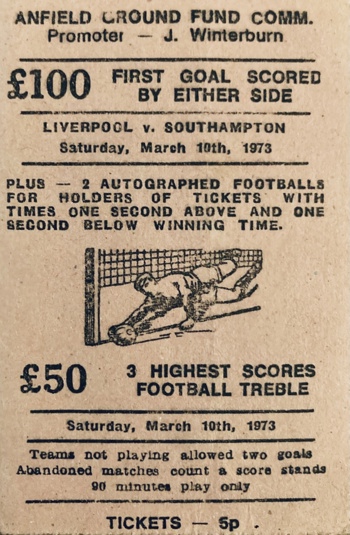 ANFIELD GROUND FUND COMM.
Promoter — J. Winterburn
£100 FIRST GOAL SCORED
BY EITHER SIDE
LIVERPOOL v. SOUTHAMPTON
Saturday, March 10th, 1973
PLUS — 2 AUTOGRAPHED FOOTBALLS
FOR HOLDERS OF TICKETS WITH
TIMES ONE SECOND ABOVE AND ONE
SECOND BELOW WINNING TIME.
£50 3 HIGHEST SCORES
FOOTBALL TREBLE
Saturday, March 10th, 1973
Teams not playing allowed two goals
Abandoned matches count a score stands
90 minutes play only
TICKETS — 5p .